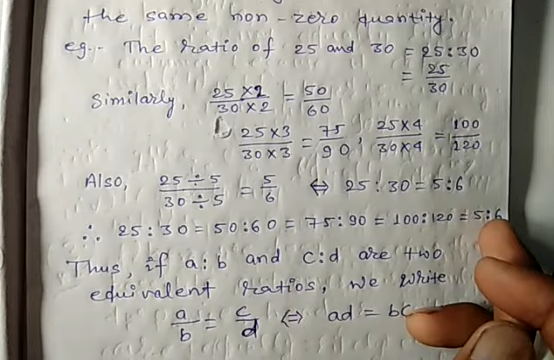 the same non-zero quantity.
eg:- The ratio of 25 and 30 = 25:30
= 25/30
Similarly, 25×2/30×2 = 50/60
25×3/30×3 = 75/90, 25×4/30×4 = 100/120
Also, 25÷5/30÷5 = 5/6 ⇔ 25:30 = 5:6
∴ 25:30 = 50:60 = 75:90 = 100:120 = 5:6
Thus, if a:b and c:d are two
equivalent ratios, we write
a/b = c/d ⇔ ad = bc